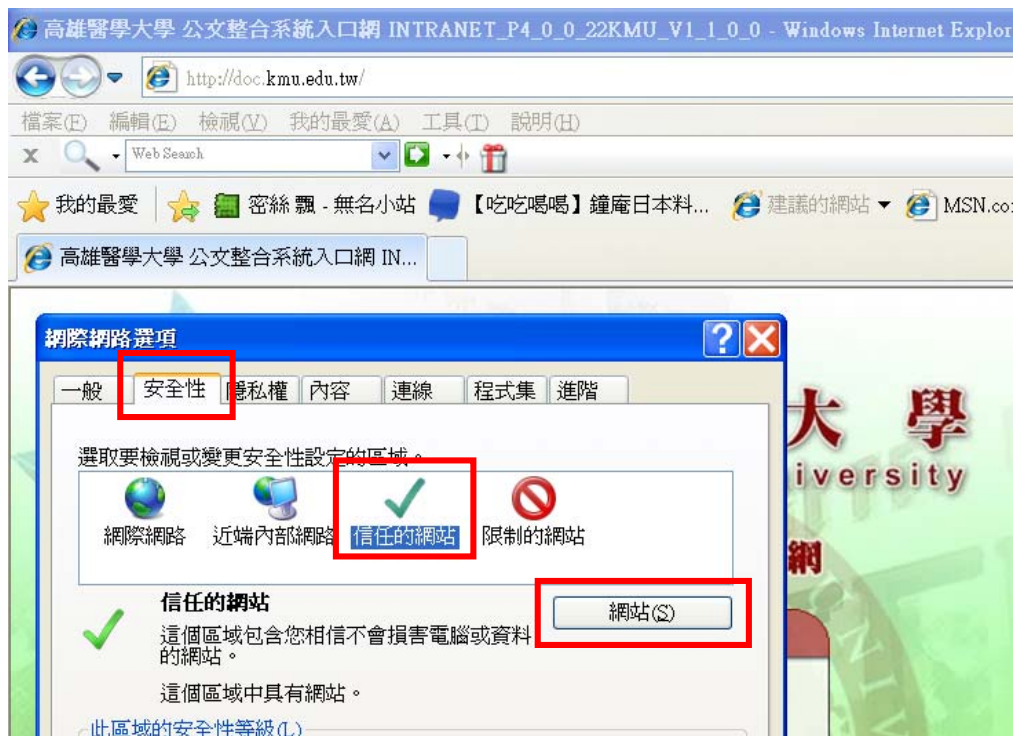 高雄醫學大學 公文整合系統入口網 INTRANET_P4_0_0_22KMU_V1_1_0_0 - Windows Internet Explor
http://doc.kmu.edu.tw/
檔案(F) 編輯(E) 檢視(V) 我的最愛(A) 工具(T) 說明(H)
x Web Search
我的最愛 密絲 飄 - 無名小站 【吃吃喝喝】鐘庵日本料... 建議的網站 MSN.co
高雄醫學大學 公文整合系統入口網 IN...
網際網路選項
一般 安全性 隱私權 內容 連線 程式集 進階
大學
選取要檢視或變更安全性設定的區域。
iversity
網際網路 近端內部網路 信任的網站 限制的網站
網
信任的網站
網站(S)
這個區域包含您相信不會損害電腦或資料
的網站。
這個區域中具有網站。
此區域的安全性等級(L)